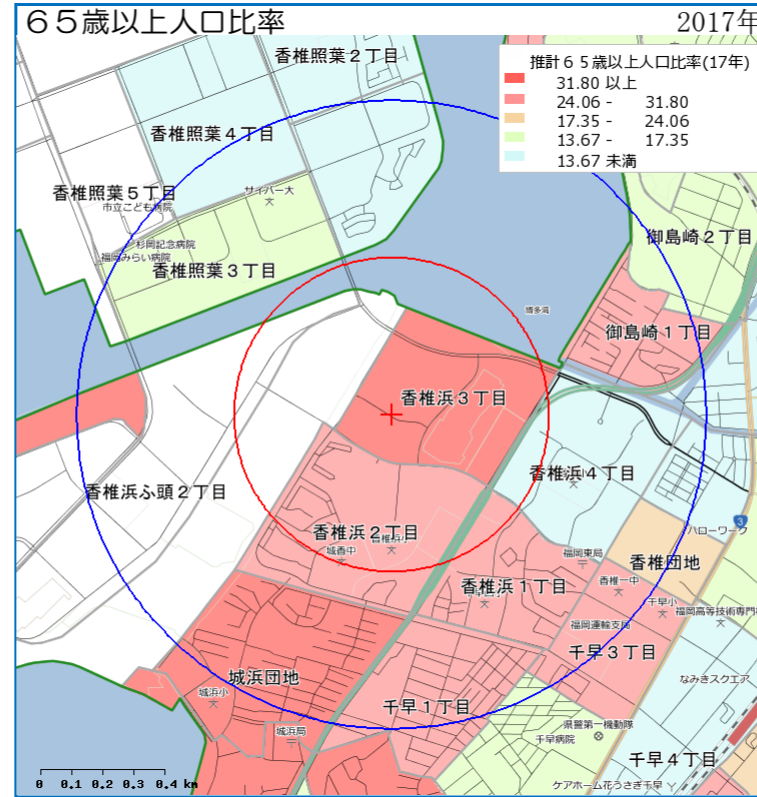 65歳以上人口比率
2017年
推計65歳以上人口比率(17年)
31.80 以上
24.06 - 31.80
17.35 - 24.06
13.67 - 17.35
13.67 未満
香椎照葉2丁目
香椎照葉4丁目
サイバー大
香椎照葉5丁目
市立こども病院
杉岡記念病院
福岡みらい病院
香椎照葉3丁目
御島崎2丁目
博多湾
御島崎1丁目
香椎浜3丁目
香椎浜4丁目
香椎浜ふ頭2丁目
3
ハローワーク
香椎浜2丁目
城香中
福岡東局
香椎団地
香椎浜1丁目
香椎一中
千早小
福岡高等技術専門校
福岡運輸支局
千早3丁目
城浜団地
なみきスクエア
城浜小
千早1丁目
県警第一機動隊
城浜局
千早病院
千早4丁目
ケアホーム花うさぎ千早
0 0.1 0.2 0.3 0.4 km